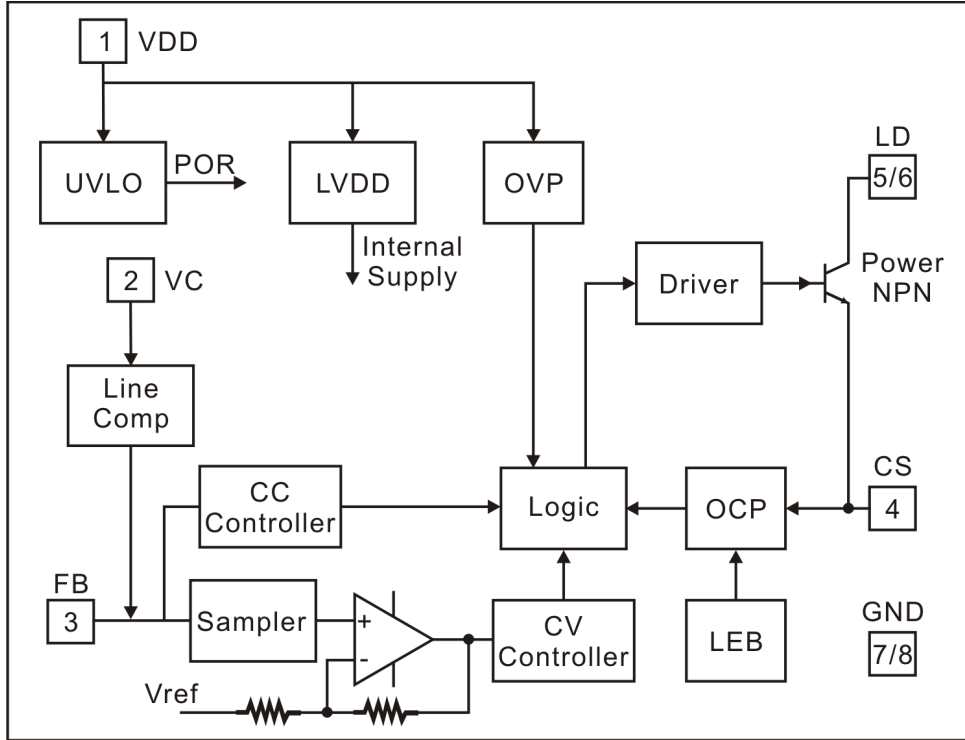 1 VDD
UVLO
POR
LVDD
OVP
Internal
Supply
LD
5/6
2 VC
Driver
Power
NPN
Line
Comp
CC
Controller
Logic
OCP
CS
4
FB
3
Sampler
+
-
CV
Controller
LEB
GND
7/8
Vref